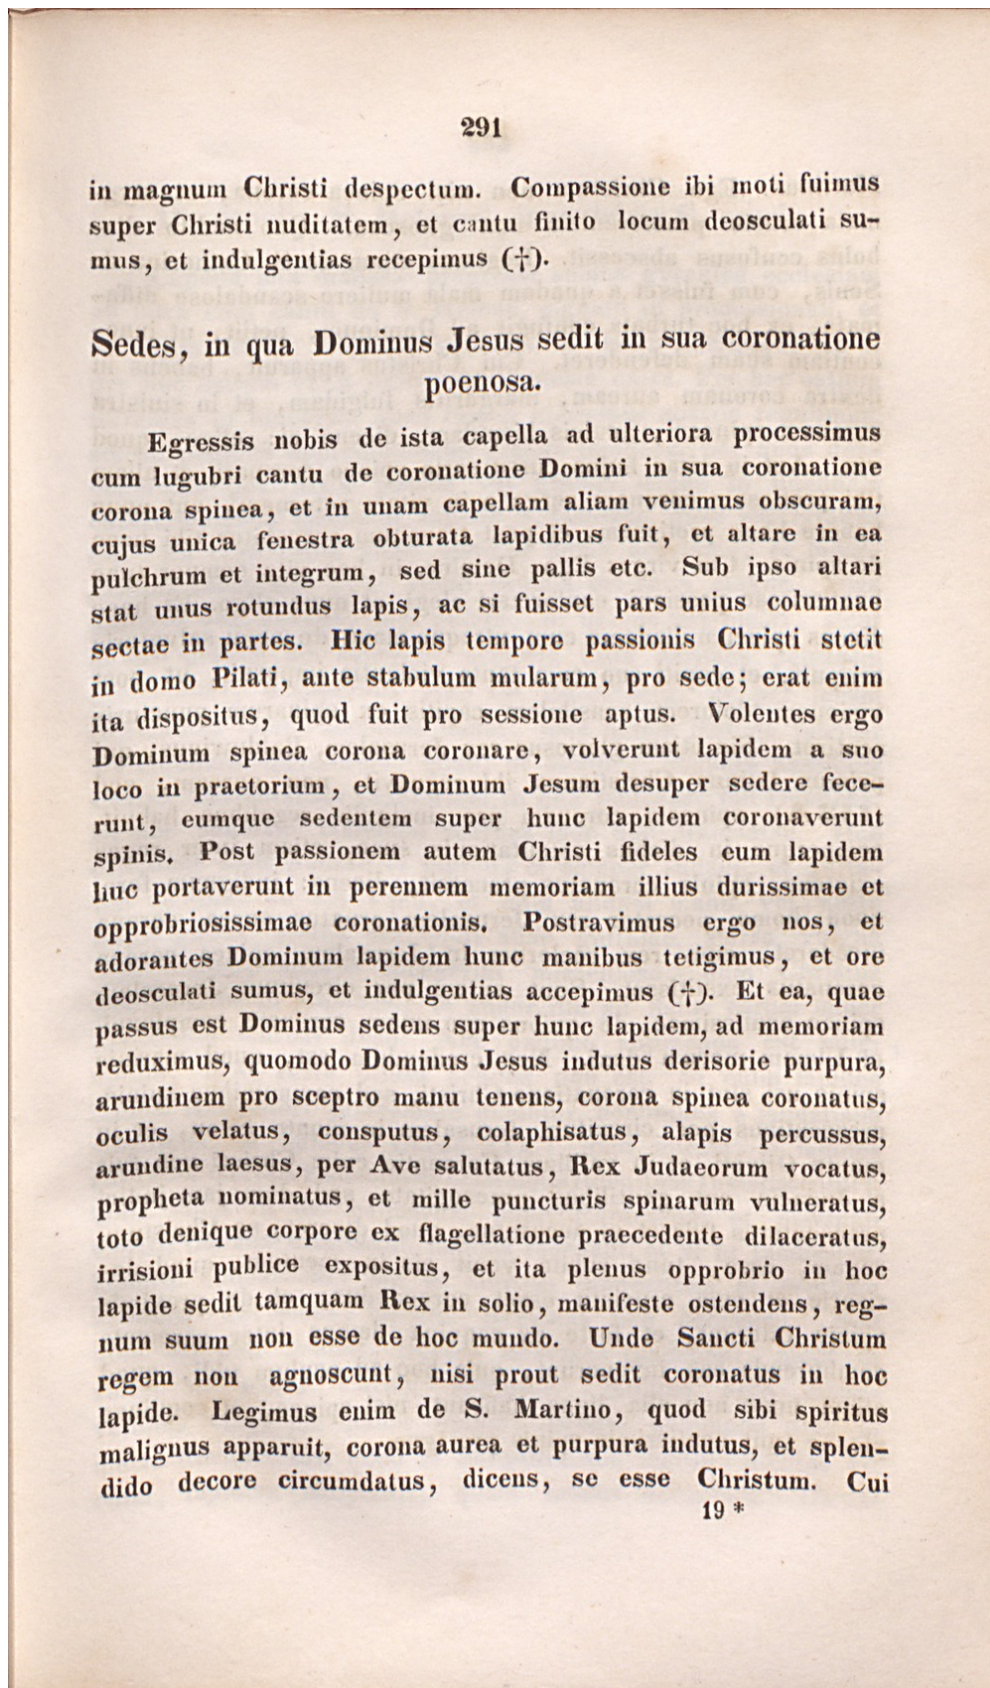 291
in magnum Christi despectum. Compassione ibi moti fuimus
super Christi nuditatem, et cantu finito locum deosculati su-
mus, et indulgentias recepimus (†).
Sedes, in qua Dominus Jesus sedit in sua coronatione
poenosa.
Egressis nobis de ista capella ad ulteriora processimus
cum lugubri cantu de coronatione Domini in sua coronatione
corona spinea, et in unam capellam aliam venimus obscuram,
cujus unica fenestra obturata lapidibus fuit, et altare in ea
pulchrum et integrum, sed sine pallis etc. Sub ipso altari
stat unus rotundus lapis, ac si fuisset pars unius columnae
sectae in partes. Hic lapis tempore passionis Christi stetit
in domo Pilati, ante stabulum mularum, pro sede; erat enim
ita dispositus, quod fuit pro sessione aptus. Volentes ergo
Dominum spinea corona coronare, volverunt lapidem a suo
loco in praetorium, et Dominum Jesum desuper sedere fece-
runt, eumque sedentem super hunc lapidem coronaverunt
spinis. Post passionem autem Christi fideles eum lapidem
huc portaverunt in perennem memoriam illius durissimae et
opprobriosissimae coronationis. Postravimus ergo nos, et
adorantes Dominum lapidem hunc manibus tetigimus, et ore
deosculati sumus, et indulgentias accepimus (†). Et ea, quae
passus est Dominus sedens super hunc lapidem, ad memoriam
reduximus, quomodo Dominus Jesus indutus derisorie purpura,
arundinem pro sceptro manu tenens, corona spinea coronatus,
oculis velatus, consputus, colaphisatus, alapis percussus,
arundine laesus, per Ave salutatus, Rex Judaeorum vocatus,
propheta nominatus, et mille puncturis spinarum vulneratus,
toto denique corpore ex flagellatione praecedente dilaceratus,
irrisioni publice expositus, et ita plenus opprobrio in hoc
lapide sedit tamquam Rex in solio, manifeste ostendens, reg-
num suum non esse de hoc mundo. Unde Sancti Christum
regem non agnoscunt, nisi prout sedit coronatus in hoc
lapide. Legimus enim de S. Martino, quod sibi spiritus
malignus apparuit, corona aurea et purpura indutus, et splen-
dido decore circumdatus, dicens, se esse Christum. Cui
19 *